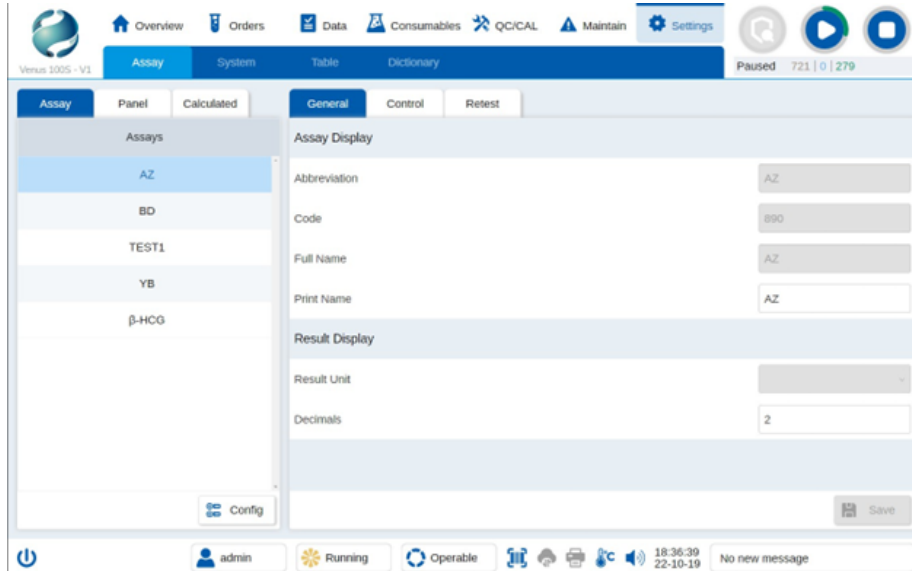 Overview Orders Data Consumables QC/CAL Maintain Settings
Venus 100S - V1
Assay System Table Dictionary
Paused 721 | 0 | 279
Assay Panel Calculated
General Control Retest
Assays
AZ
BD
TEST1
YB
β-HCG
Config
Assay Display
Abbreviation AZ
Code 890
Full Name AZ
Print Name AZ
Result Display
Result Unit
Decimals 2
Save
admin Running Operable °C 18:36:39
22-10-19
No new message